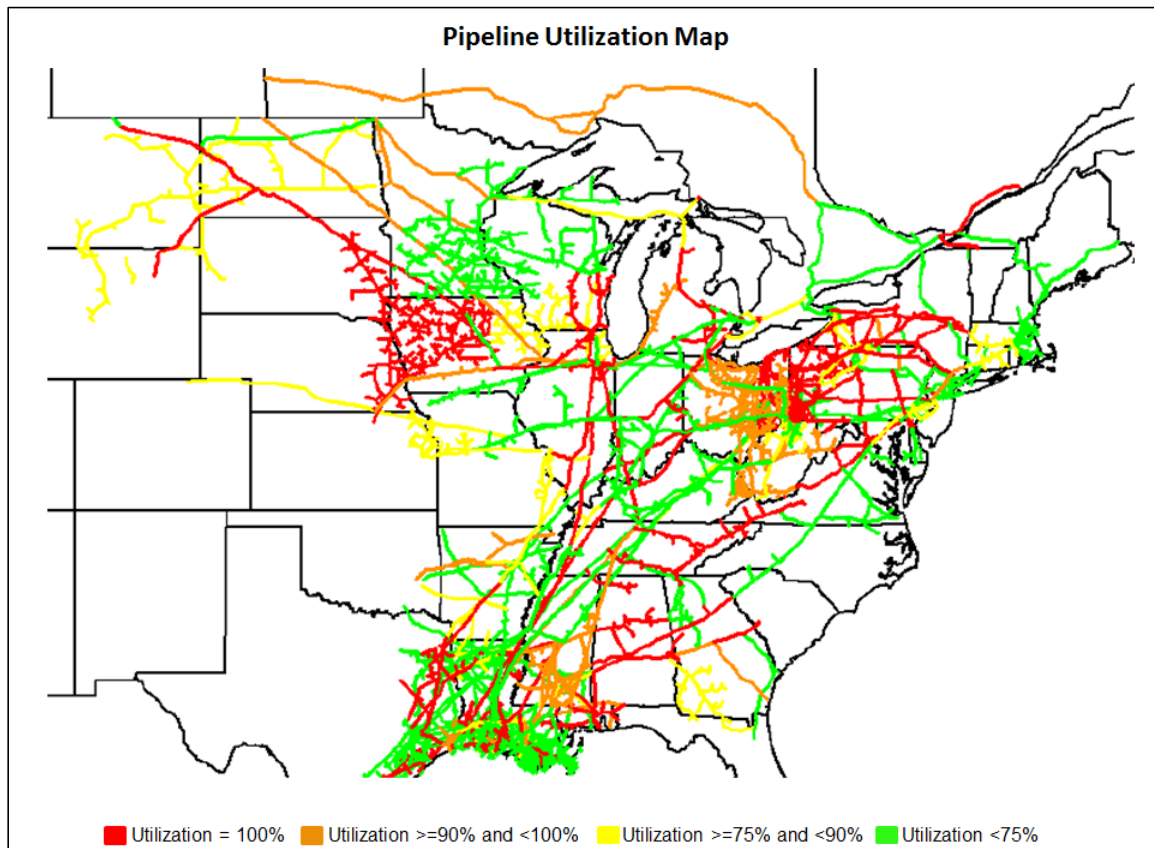 Pipeline Utilization Map
Utilization = 100% Utilization >=90% and <100% Utilization >=75% and <90% Utilization <75%